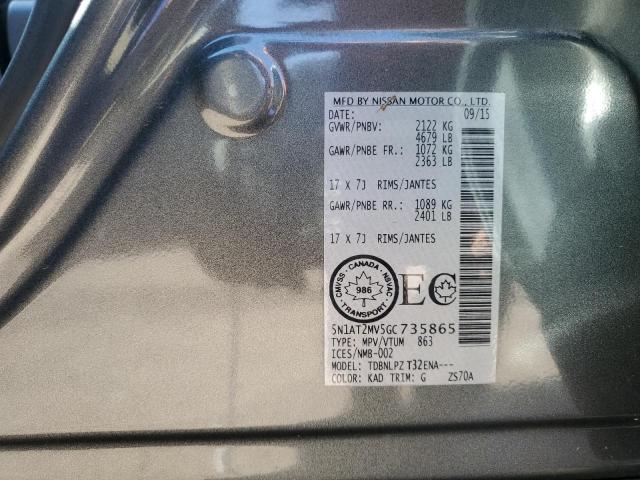 MFD BY NISSAN MOTOR CO., LTD.
DATE: 09/15
GVWR/PNBV: 2122 KG
4679 LB
GAWR/PNBE FR.: 1072 KG
2363 LB
17 X 7J RIMS/JANTES
GAWR/PNBE RR.: 1089 KG
2401 LB
17 X 7J RIMS/JANTES
CANADA
CMVSS NSVAC
986
TRANSPORT
EC
5N1AT2MV5GC735865
TYPE: MPV/VTUM 863
ICES/NMB-002
MODEL: TDBNLPZ T32ENA---
COLOR: KAD TRIM: G ZS70A